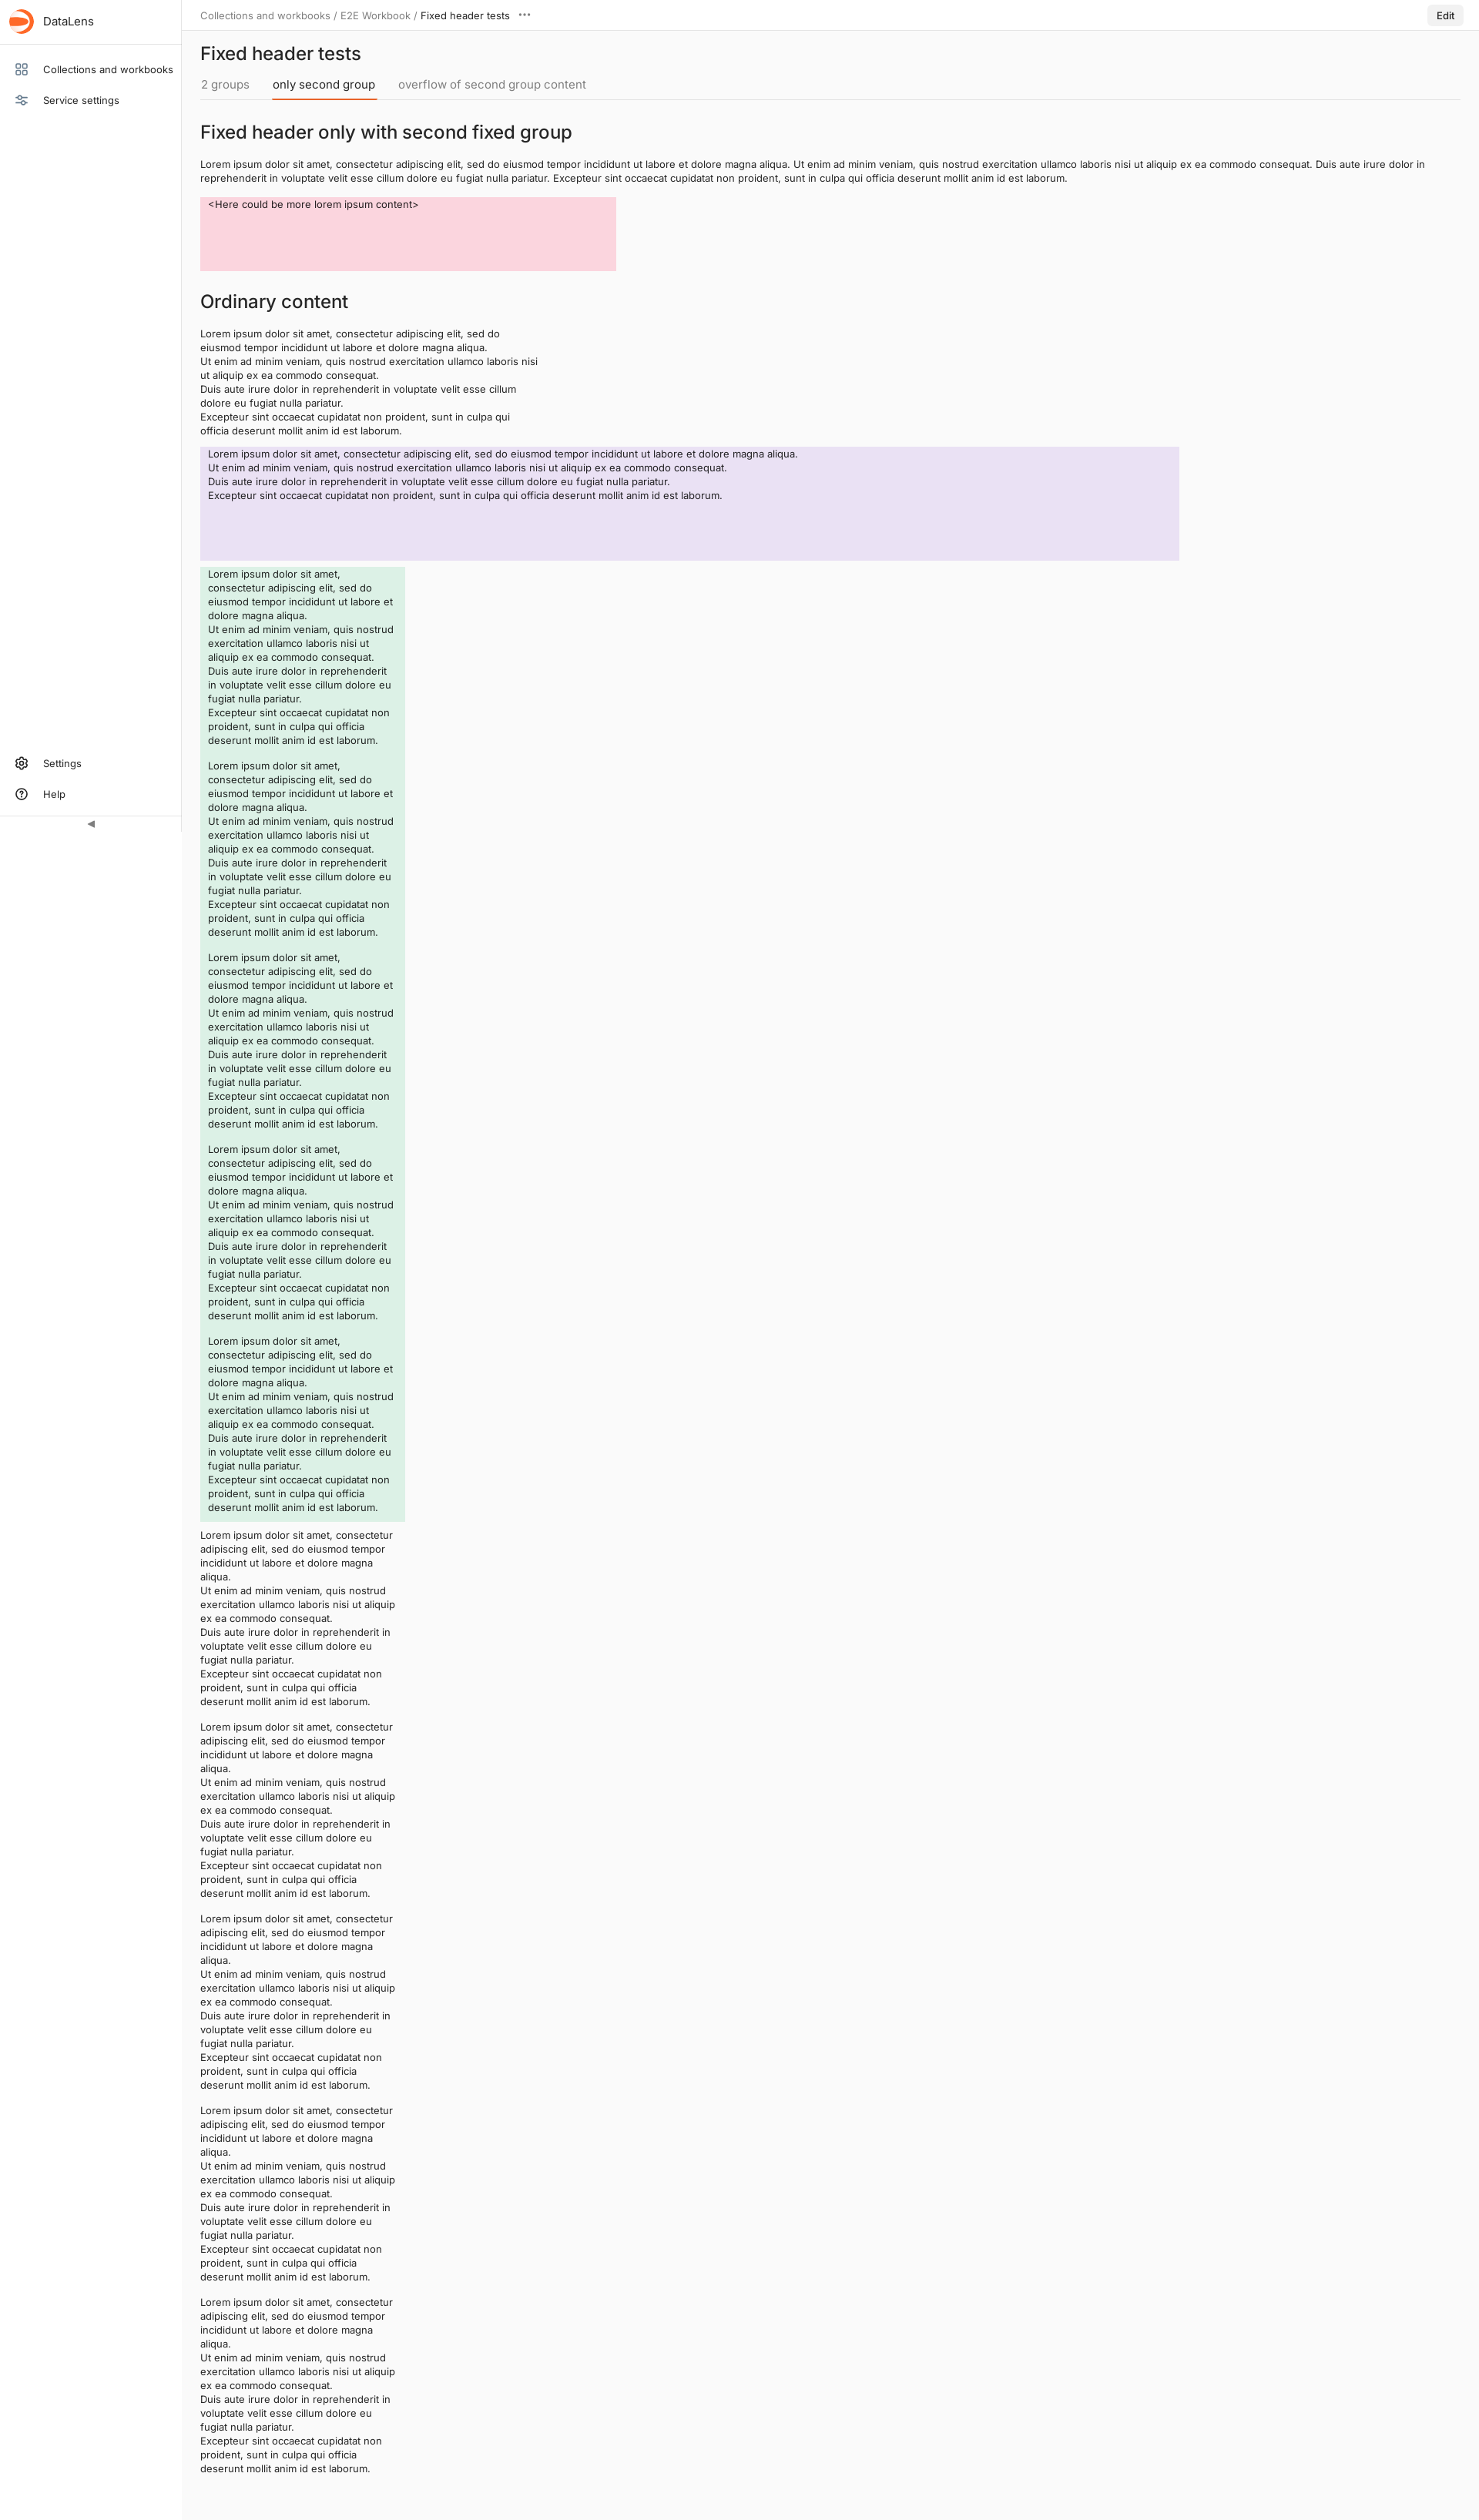 DataLens
Collections and workbooks
Service settings
Settings
Help
Collections and workbooks / E2E Workbook / Fixed header tests
Edit
Fixed header tests
2 groups
only second group
overflow of second group content
Fixed header only with second fixed group
Lorem ipsum dolor sit amet, consectetur adipiscing elit, sed do eiusmod tempor incididunt ut labore et dolore magna aliqua. Ut enim ad minim veniam, quis nostrud exercitation ullamco laboris nisi ut aliquip ex ea commodo consequat. Duis aute irure dolor in
reprehenderit in voluptate velit esse cillum dolore eu fugiat nulla pariatur. Excepteur sint occaecat cupidatat non proident, sunt in culpa qui officia deserunt mollit anim id est laborum.
<Here could be more lorem ipsum content>
Ordinary content
Lorem ipsum dolor sit amet, consectetur adipiscing elit, sed do
eiusmod tempor incididunt ut labore et dolore magna aliqua.
Ut enim ad minim veniam, quis nostrud exercitation ullamco laboris nisi
ut aliquip ex ea commodo consequat.
Duis aute irure dolor in reprehenderit in voluptate velit esse cillum
dolore eu fugiat nulla pariatur.
Excepteur sint occaecat cupidatat non proident, sunt in culpa qui
officia deserunt mollit anim id est laborum.
Lorem ipsum dolor sit amet, consectetur adipiscing elit, sed do eiusmod tempor incididunt ut labore et dolore magna aliqua.
Ut enim ad minim veniam, quis nostrud exercitation ullamco laboris nisi ut aliquip ex ea commodo consequat.
Duis aute irure dolor in reprehenderit in voluptate velit esse cillum dolore eu fugiat nulla pariatur.
Excepteur sint occaecat cupidatat non proident, sunt in culpa qui officia deserunt mollit anim id est laborum.
Lorem ipsum dolor sit amet,
consectetur adipiscing elit, sed do
eiusmod tempor incididunt ut labore et
dolore magna aliqua.
Ut enim ad minim veniam, quis nostrud
exercitation ullamco laboris nisi ut
aliquip ex ea commodo consequat.
Duis aute irure dolor in reprehenderit
in voluptate velit esse cillum dolore eu
fugiat nulla pariatur.
Excepteur sint occaecat cupidatat non
proident, sunt in culpa qui officia
deserunt mollit anim id est laborum.
Lorem ipsum dolor sit amet,
consectetur adipiscing elit, sed do
eiusmod tempor incididunt ut labore et
dolore magna aliqua.
Ut enim ad minim veniam, quis nostrud
exercitation ullamco laboris nisi ut
aliquip ex ea commodo consequat.
Duis aute irure dolor in reprehenderit
in voluptate velit esse cillum dolore eu
fugiat nulla pariatur.
Excepteur sint occaecat cupidatat non
proident, sunt in culpa qui officia
deserunt mollit anim id est laborum.
Lorem ipsum dolor sit amet,
consectetur adipiscing elit, sed do
eiusmod tempor incididunt ut labore et
dolore magna aliqua.
Ut enim ad minim veniam, quis nostrud
exercitation ullamco laboris nisi ut
aliquip ex ea commodo consequat.
Duis aute irure dolor in reprehenderit
in voluptate velit esse cillum dolore eu
fugiat nulla pariatur.
Excepteur sint occaecat cupidatat non
proident, sunt in culpa qui officia
deserunt mollit anim id est laborum.
Lorem ipsum dolor sit amet,
consectetur adipiscing elit, sed do
eiusmod tempor incididunt ut labore et
dolore magna aliqua.
Ut enim ad minim veniam, quis nostrud
exercitation ullamco laboris nisi ut
aliquip ex ea commodo consequat.
Duis aute irure dolor in reprehenderit
in voluptate velit esse cillum dolore eu
fugiat nulla pariatur.
Excepteur sint occaecat cupidatat non
proident, sunt in culpa qui officia
deserunt mollit anim id est laborum.
Lorem ipsum dolor sit amet,
consectetur adipiscing elit, sed do
eiusmod tempor incididunt ut labore et
dolore magna aliqua.
Ut enim ad minim veniam, quis nostrud
exercitation ullamco laboris nisi ut
aliquip ex ea commodo consequat.
Duis aute irure dolor in reprehenderit
in voluptate velit esse cillum dolore eu
fugiat nulla pariatur.
Excepteur sint occaecat cupidatat non
proident, sunt in culpa qui officia
deserunt mollit anim id est laborum.
Lorem ipsum dolor sit amet, consectetur
adipiscing elit, sed do eiusmod tempor
incididunt ut labore et dolore magna
aliqua.
Ut enim ad minim veniam, quis nostrud
exercitation ullamco laboris nisi ut aliquip
ex ea commodo consequat.
Duis aute irure dolor in reprehenderit in
voluptate velit esse cillum dolore eu
fugiat nulla pariatur.
Excepteur sint occaecat cupidatat non
proident, sunt in culpa qui officia
deserunt mollit anim id est laborum.
Lorem ipsum dolor sit amet, consectetur
adipiscing elit, sed do eiusmod tempor
incididunt ut labore et dolore magna
aliqua.
Ut enim ad minim veniam, quis nostrud
exercitation ullamco laboris nisi ut aliquip
ex ea commodo consequat.
Duis aute irure dolor in reprehenderit in
voluptate velit esse cillum dolore eu
fugiat nulla pariatur.
Excepteur sint occaecat cupidatat non
proident, sunt in culpa qui officia
deserunt mollit anim id est laborum.
Lorem ipsum dolor sit amet, consectetur
adipiscing elit, sed do eiusmod tempor
incididunt ut labore et dolore magna
aliqua.
Ut enim ad minim veniam, quis nostrud
exercitation ullamco laboris nisi ut aliquip
ex ea commodo consequat.
Duis aute irure dolor in reprehenderit in
voluptate velit esse cillum dolore eu
fugiat nulla pariatur.
Excepteur sint occaecat cupidatat non
proident, sunt in culpa qui officia
deserunt mollit anim id est laborum.
Lorem ipsum dolor sit amet, consectetur
adipiscing elit, sed do eiusmod tempor
incididunt ut labore et dolore magna
aliqua.
Ut enim ad minim veniam, quis nostrud
exercitation ullamco laboris nisi ut aliquip
ex ea commodo consequat.
Duis aute irure dolor in reprehenderit in
voluptate velit esse cillum dolore eu
fugiat nulla pariatur.
Excepteur sint occaecat cupidatat non
proident, sunt in culpa qui officia
deserunt mollit anim id est laborum.
Lorem ipsum dolor sit amet, consectetur
adipiscing elit, sed do eiusmod tempor
incididunt ut labore et dolore magna
aliqua.
Ut enim ad minim veniam, quis nostrud
exercitation ullamco laboris nisi ut aliquip
ex ea commodo consequat.
Duis aute irure dolor in reprehenderit in
voluptate velit esse cillum dolore eu
fugiat nulla pariatur.
Excepteur sint occaecat cupidatat non
proident, sunt in culpa qui officia
deserunt mollit anim id est laborum.